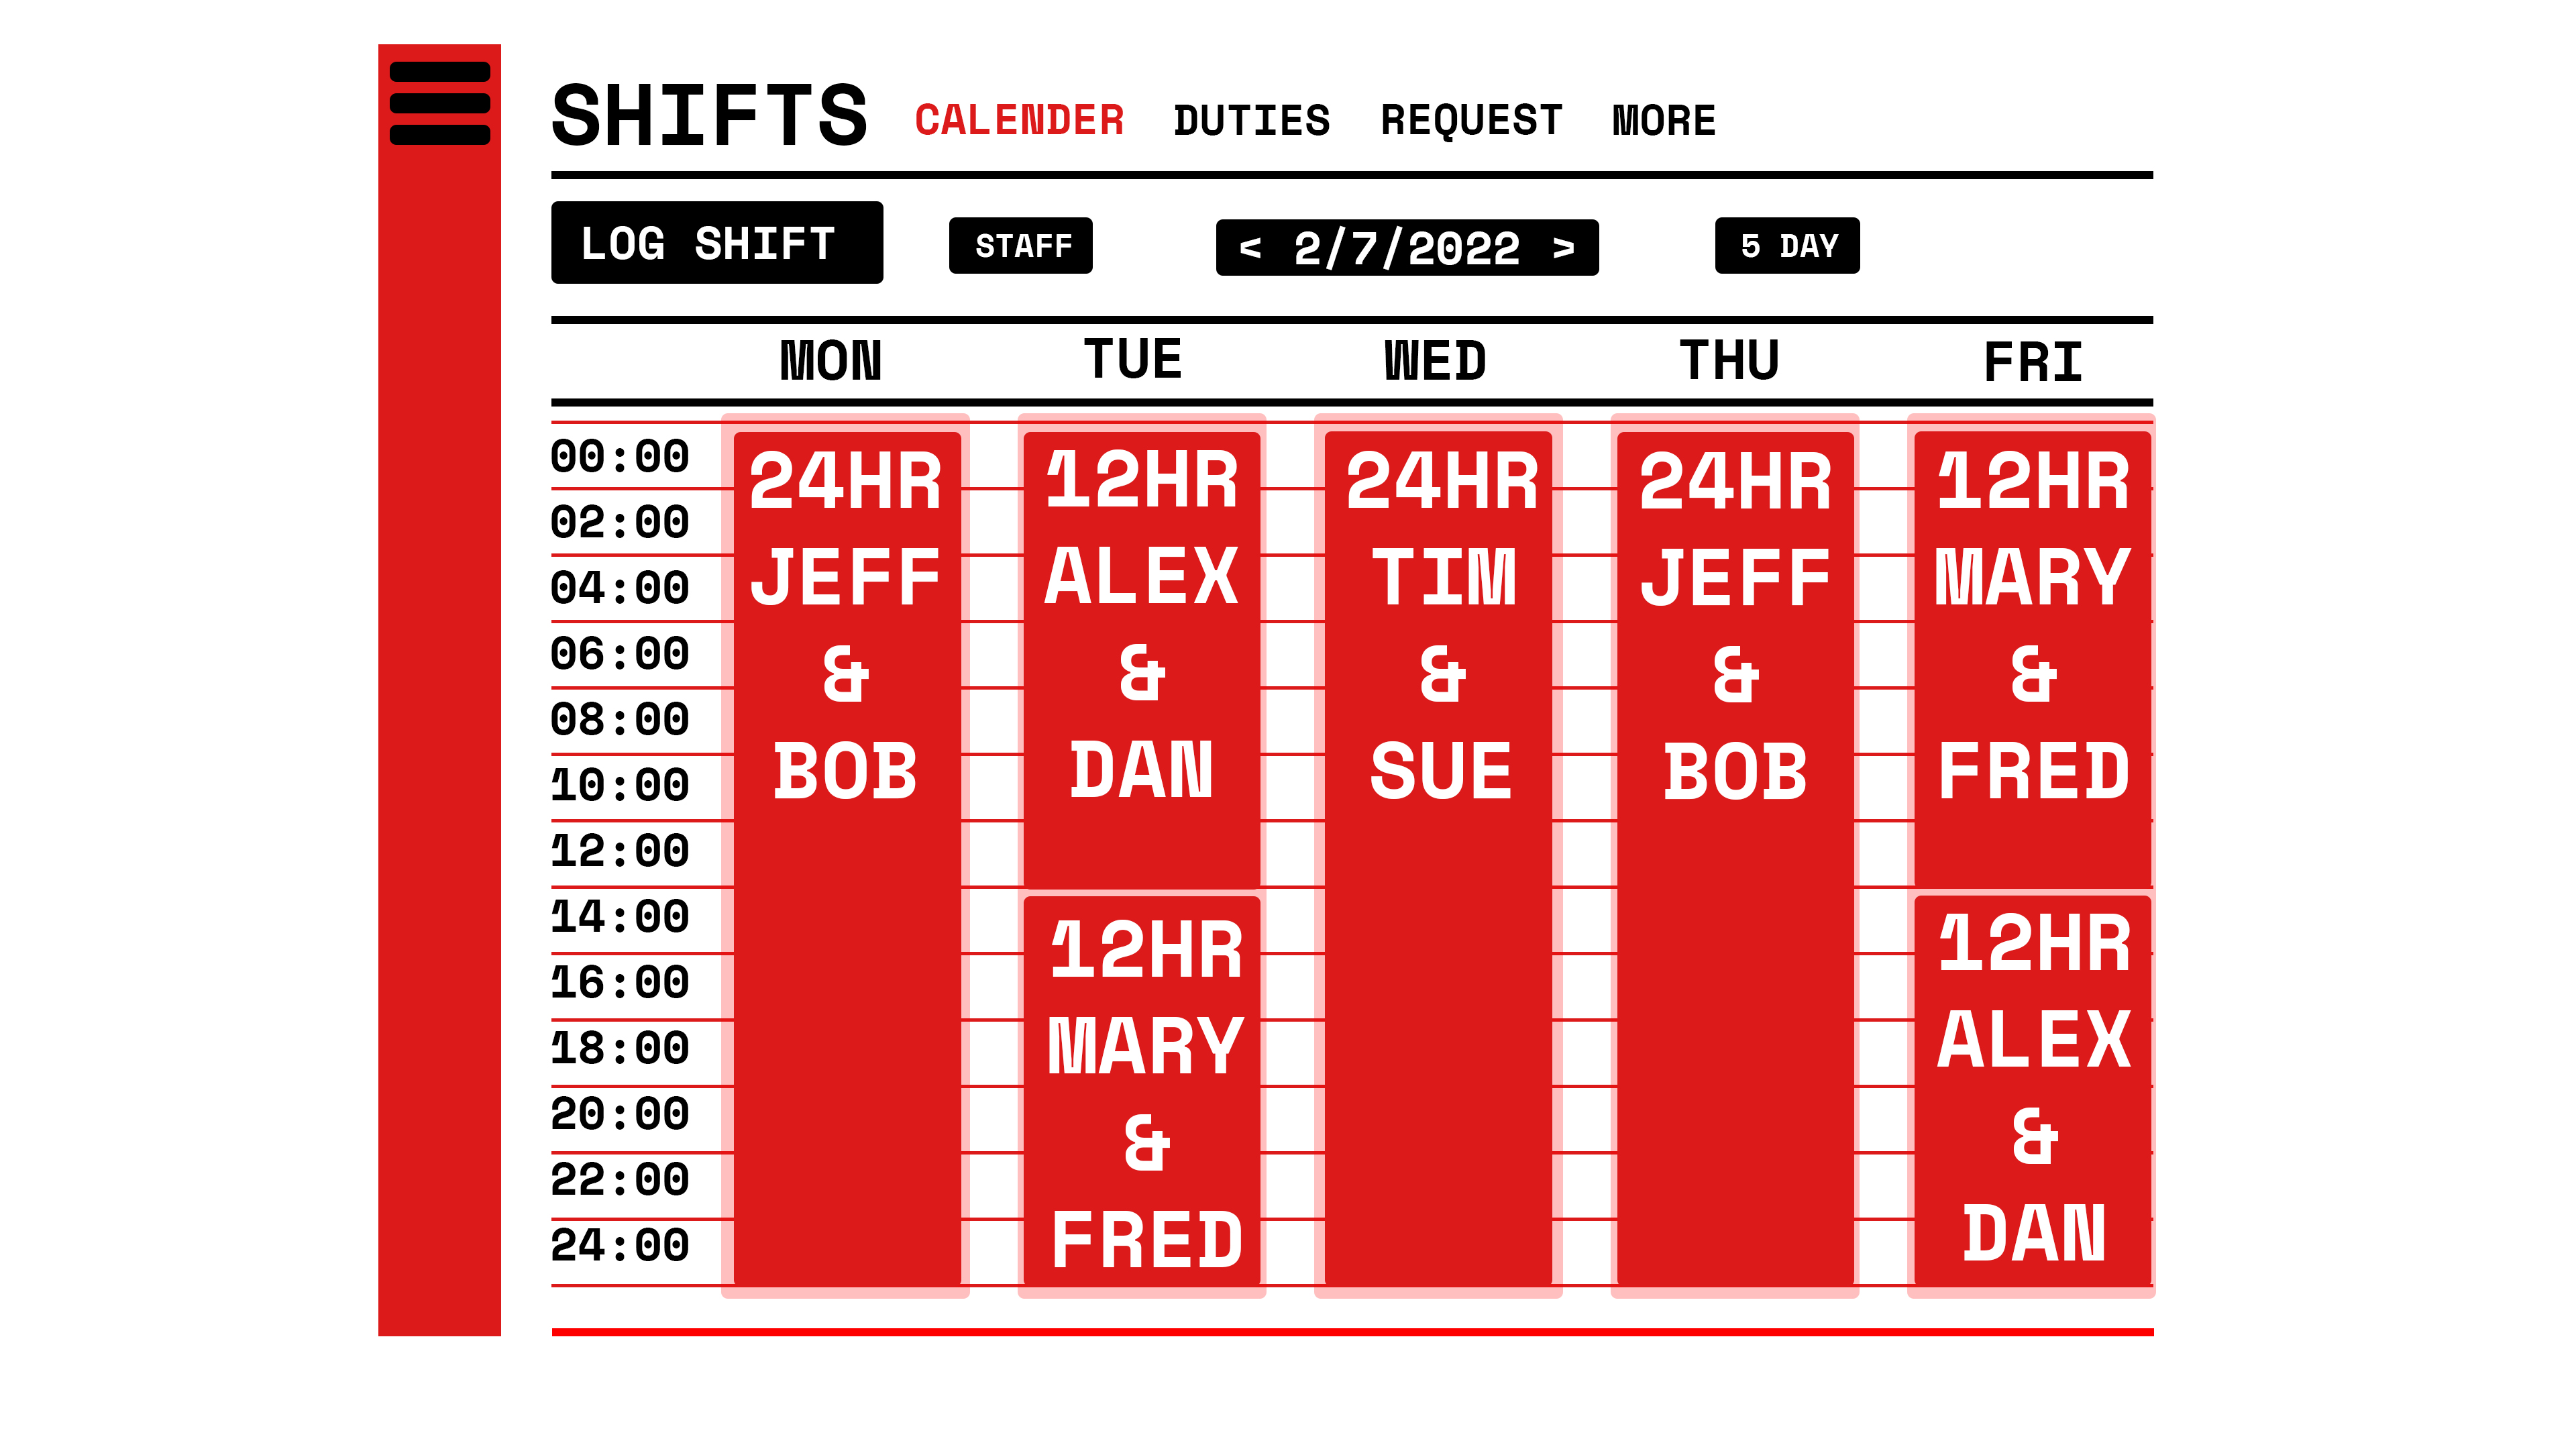 SHIFTS CALENDER DUTIES REQUEST MORE
LOG SHIFT STAFF < 2/7/2022 > 5 DAY
MON TUE WED THU FRI
00:00
02:00
04:00
06:00
08:00
10:00
12:00
14:00
16:00
18:00
20:00
22:00
24:00
24HR
JEFF
&
BOB
12HR
ALEX
&
DAN
12HR
MARY
&
FRED
24HR
TIM
&
SUE
24HR
JEFF
&
BOB
12HR
MARY
&
FRED
12HR
ALEX
&
DAN